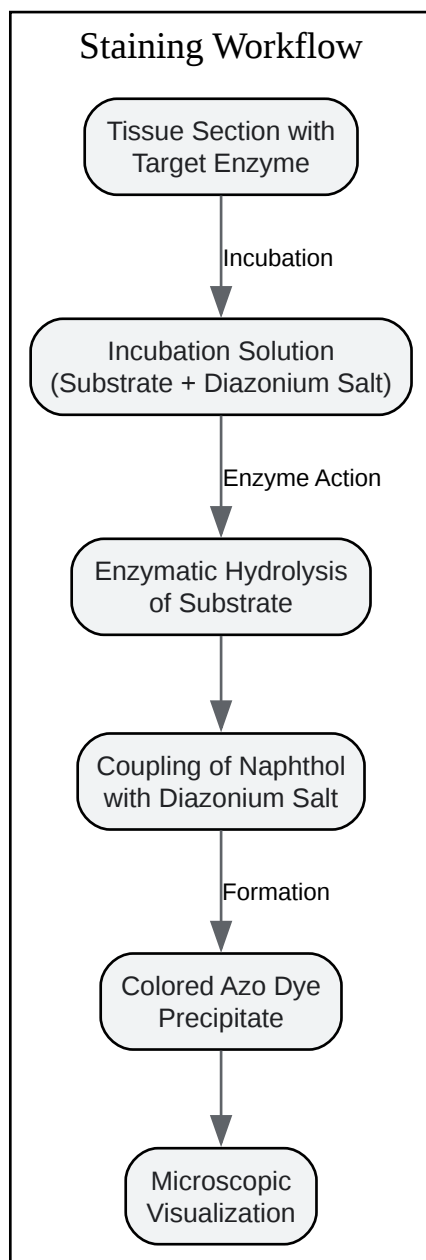 Staining Workflow
Tissue Section with
Target Enzyme
Incubation
Incubation Solution
(Substrate + Diazonium Salt)
Enzyme Action
Enzymatic Hydrolysis
of Substrate
Coupling of Naphthol
with Diazonium Salt
Formation
Colored Azo Dye
Precipitate
Microscopic
Visualization